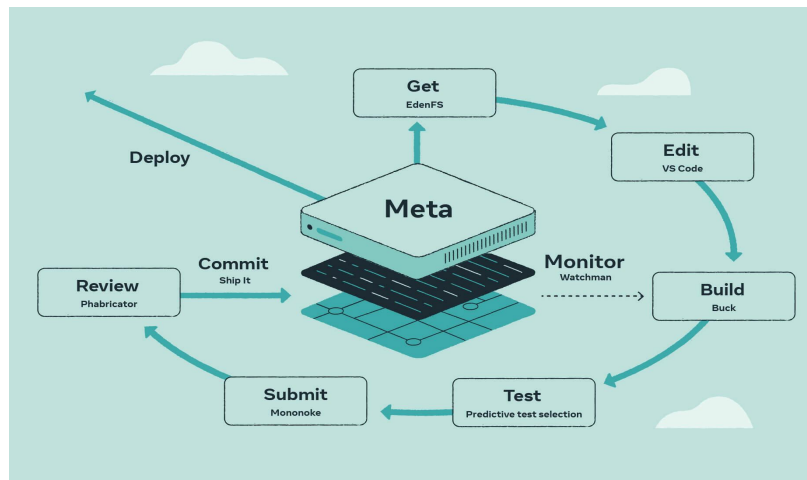 Get
EdenFS
Edit
VS Code
Deploy
Meta
Monitor
Watchman
Commit
Ship It
Review
Phabricator
Build
Buck
Submit
Mononoke
Test
Predictive test selection